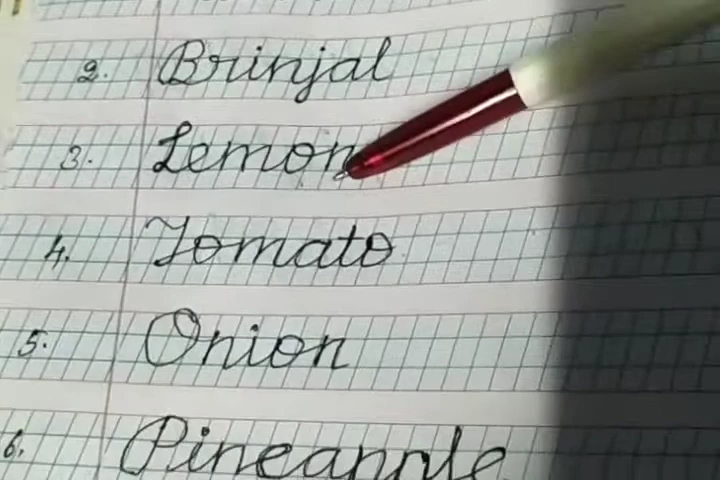 2. Brinjal
3. Lemon
4. Tomato
5. Onion
6. Pineapple